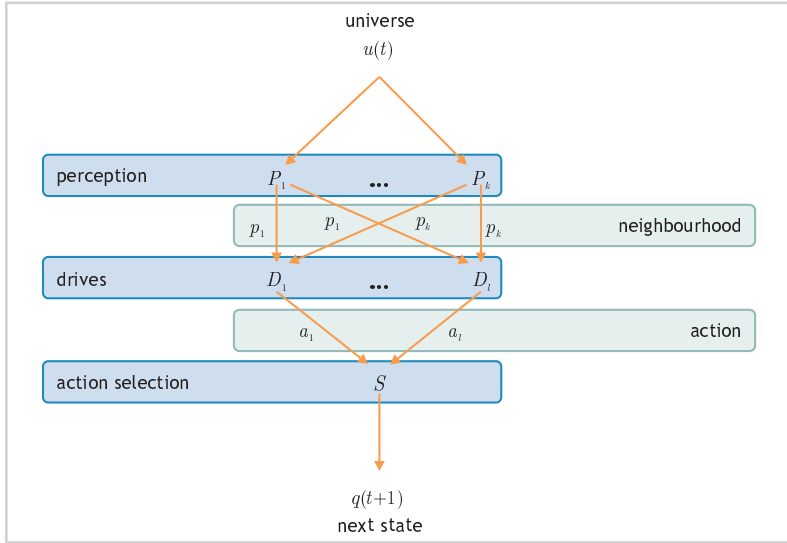 universe
u(t)
perception P₁ ... Pₖ
p₁ p₁ pₖ pₖ neighbourhood
drives D₁ ... Dₗ
a₁ aₗ action
action selection S
q(t+1)
next state